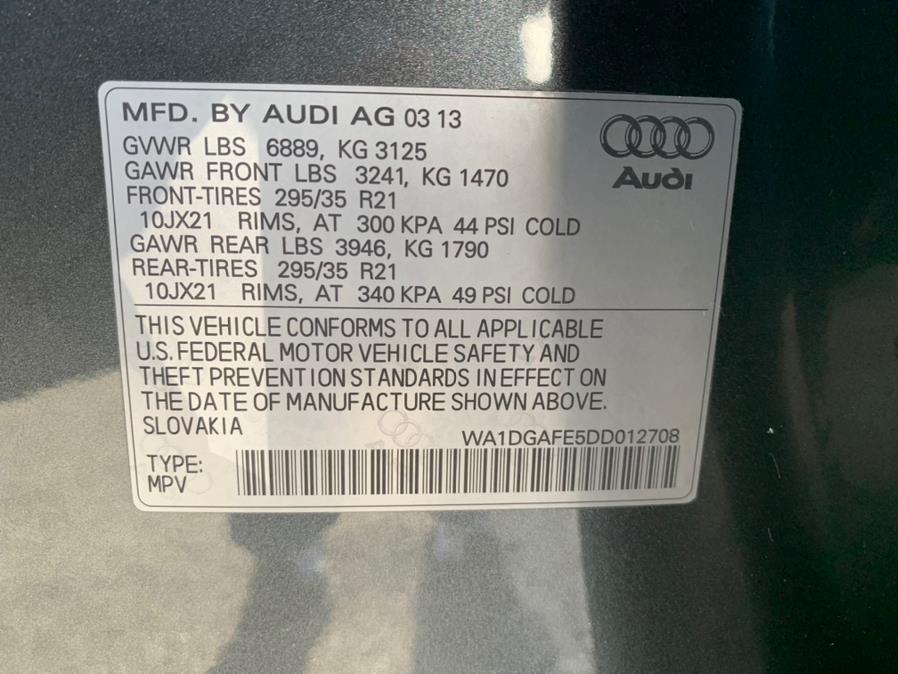 MFD. BY AUDI AG 03 13
Audi
GVWR LBS 6889, KG 3125
GAWR FRONT LBS 3241, KG 1470
FRONT-TIRES 295/35 R21
10JX21 RIMS, AT 300 KPA 44 PSI COLD
GAWR REAR LBS 3946, KG 1790
REAR-TIRES 295/35 R21
10JX21 RIMS, AT 340 KPA 49 PSI COLD
THIS VEHICLE CONFORMS TO ALL APPLICABLE
U.S. FEDERAL MOTOR VEHICLE SAFETY AND
THEFT PREVENTION STANDARDS IN EFFECT ON
THE DATE OF MANUFACTURE SHOWN ABOVE.
SLOVAKIA WA1DGAFE5DD012708
TYPE:
MPV